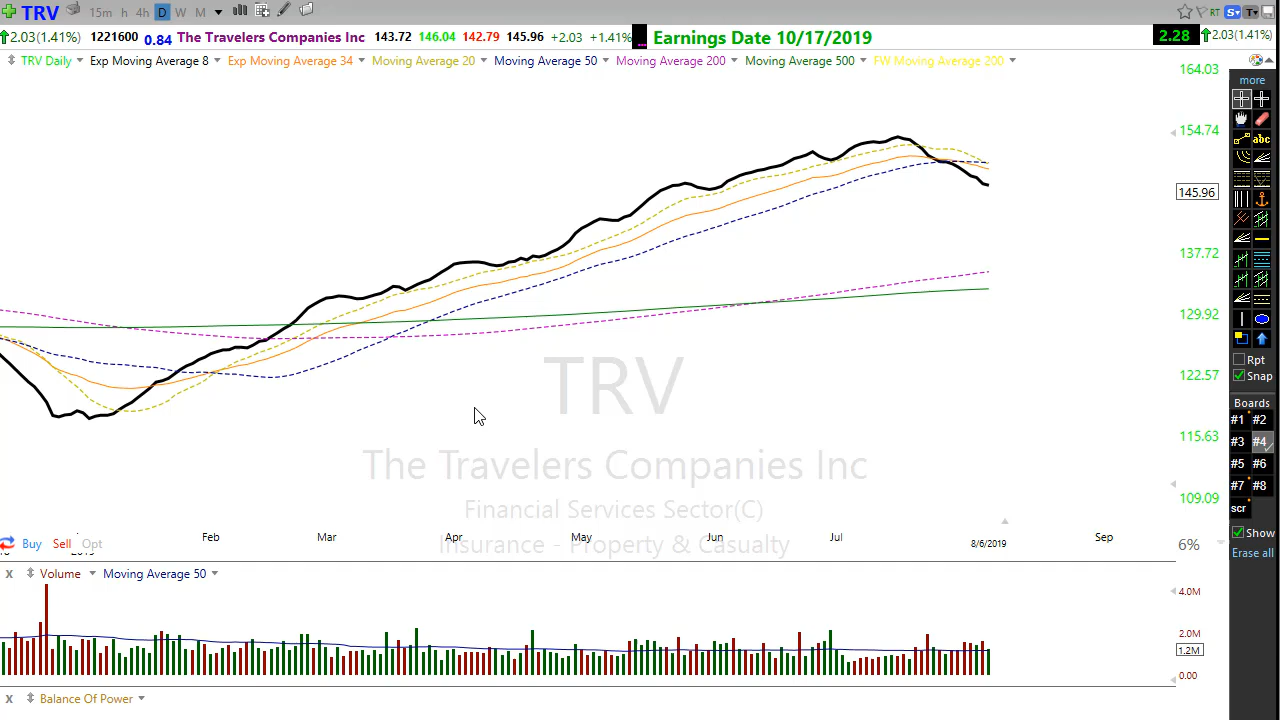 TRV 15m h 4h D W M RT S T
2.03(1.41%) 1221600 0.84 The Travelers Companies Inc 143.72 146.04 142.79 145.96 +2.03 +1.41% Earnings Date 10/17/2019 2.28 2.03(1.41%)
TRV Daily Exp Moving Average 8 Exp Moving Average 34 Moving Average 20 Moving Average 50 Moving Average 200 Moving Average 500 FW Moving Average 200
164.03
more
154.74
abc
145.96
137.72
129.92
122.57
115.63
109.09
TRV
The Travelers Companies Inc
Financial Services Sector(C)
Insurance - Property & Casualty
Rpt
Snap
Boards
#1 #2
#3 #4
#5 #6
#7 #8
scr
Show
Erase all
Feb Mar Apr May Jun Jul 8/6/2019 Sep
Buy Sell Opt 2019 6%
X Volume Moving Average 50
4.0M
2.0M
1.2M
0.00
X Balance Of Power